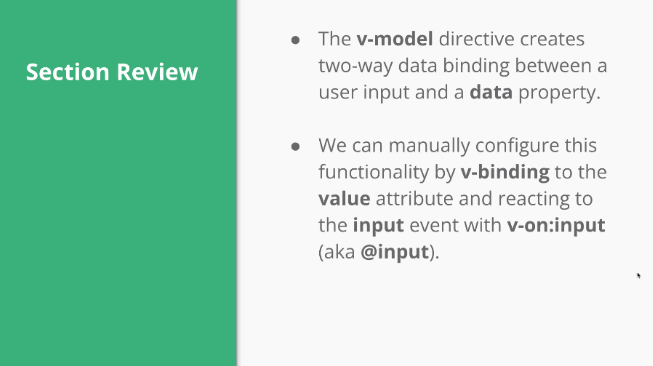 Section Review
● The v-model directive creates
two-way data binding between a
user input and a data property.
● We can manually configure this
functionality by v-binding to the
value attribute and reacting to
the input event with v-on:input
(aka @input).